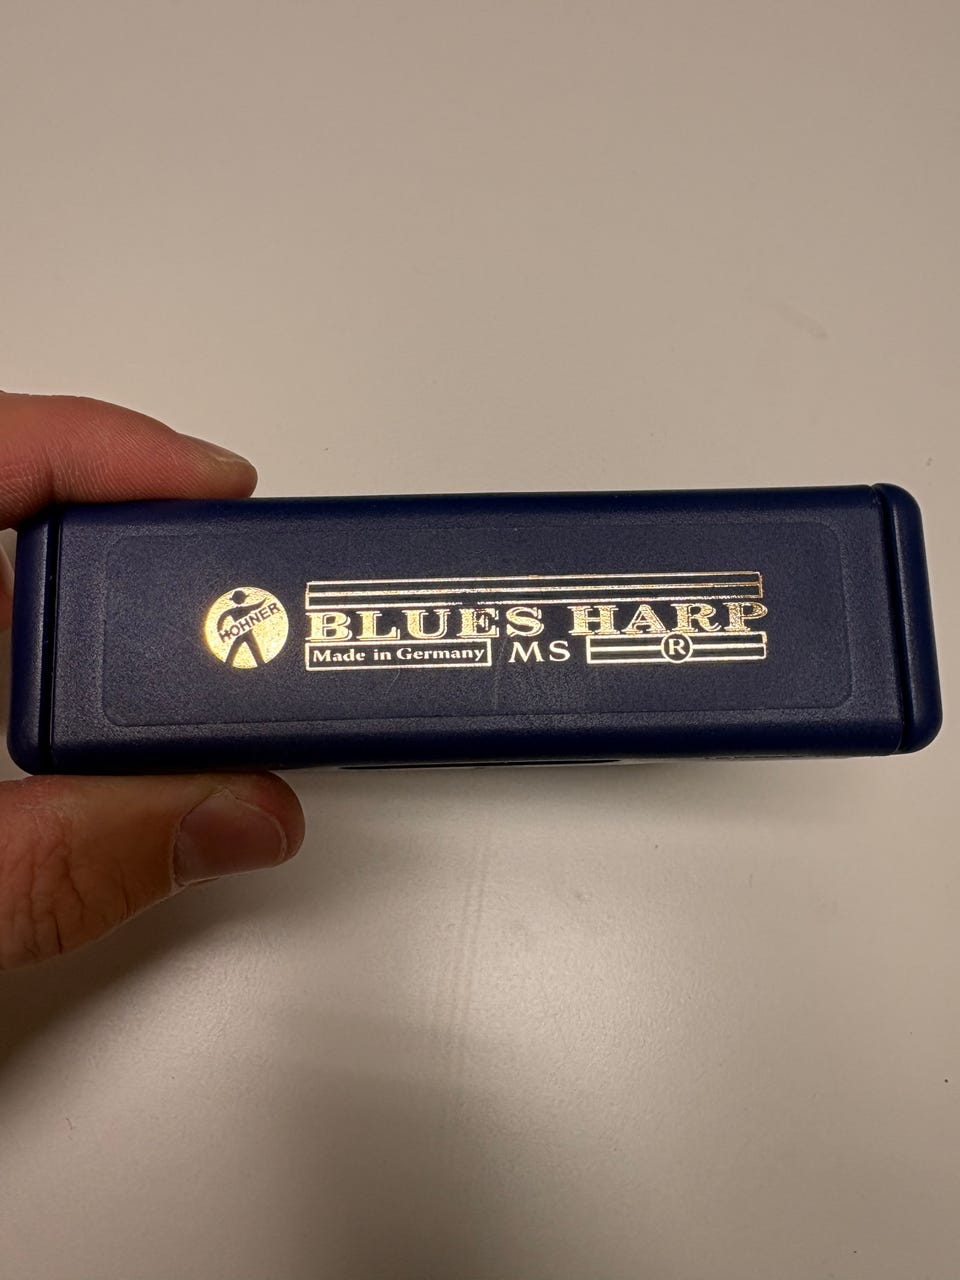 HOHNER
BLUES HARP
Made in Germany MS ®